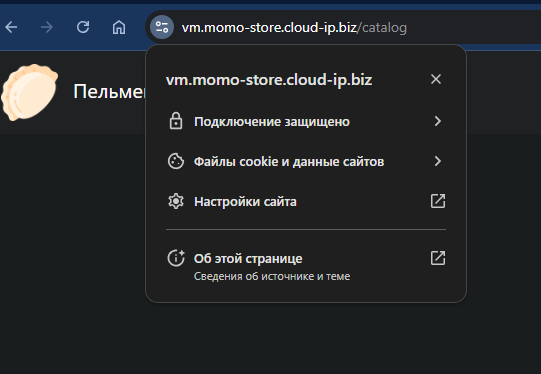 vm.momo-store.cloud-ip.biz/catalog
vm.momo-store.cloud-ip.biz
Пельме
Подключение защищено
Файлы cookie и данные сайтов
Настройки сайта
Об этой странице
Сведения об источнике и теме